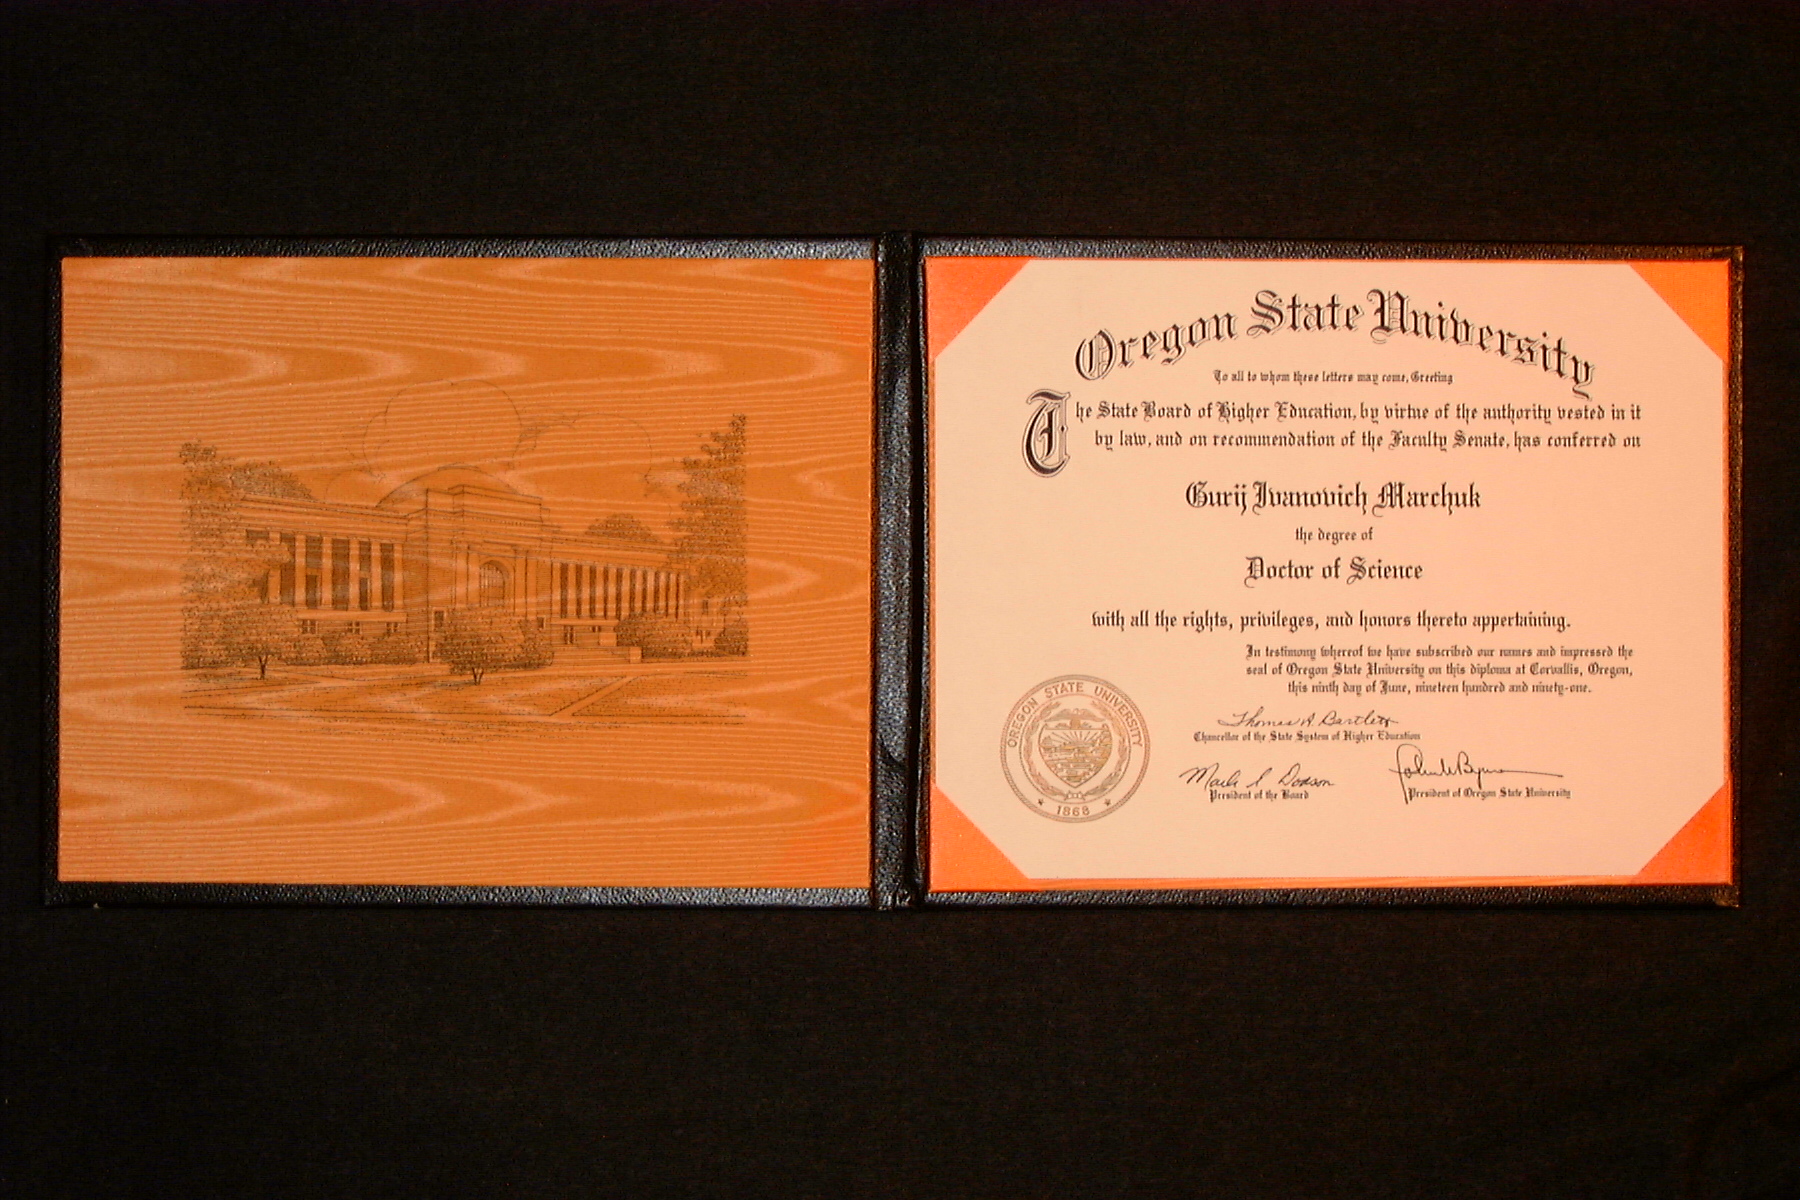 Oregon State University
To all to whom these letters may come, Greeting
The State Board of Higher Education, by virtue of the authority vested in it
by law, and on recommendation of the Faculty Senate, has conferred on
Gurij Ivanovich Marchuk
the degree of
Doctor of Science
with all the rights, privileges, and honors thereto appertaining.
In testimony whereof we have subscribed our names and impressed the
seal of Oregon State University on this diploma at Corvallis, Oregon,
this ninth day of June, nineteen hundred and ninety-one.
OREGON STATE UNIVERSITY
1868
Thomas A. Bartlett
Chancellor of the State System of Higher Education
Mark S Dodson
President of the Board
John V Byrne
President of Oregon State University